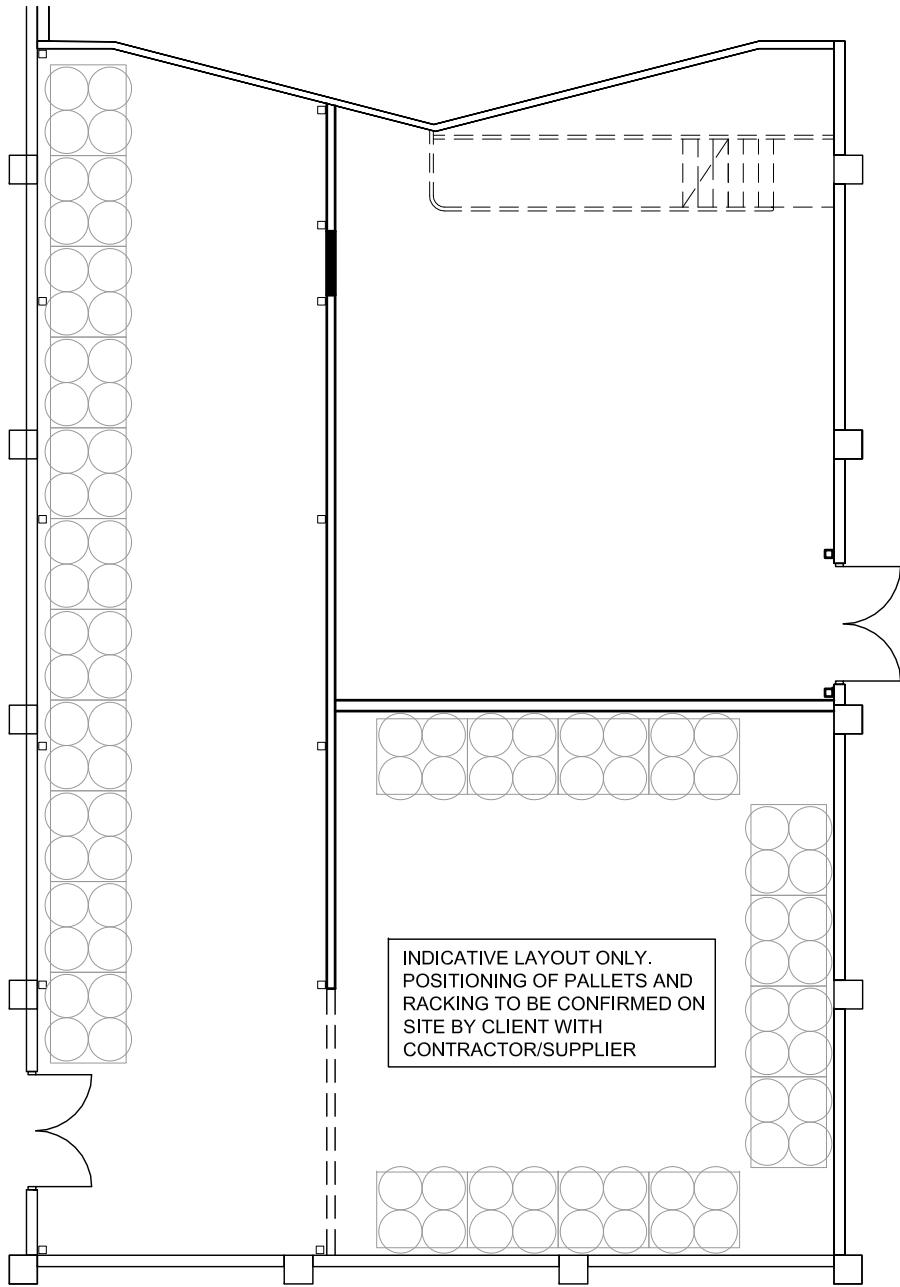 INDICATIVE LAYOUT ONLY.
POSITIONING OF PALLETS AND
RACKING TO BE CONFIRMED ON
SITE BY CLIENT WITH
CONTRACTOR/SUPPLIER